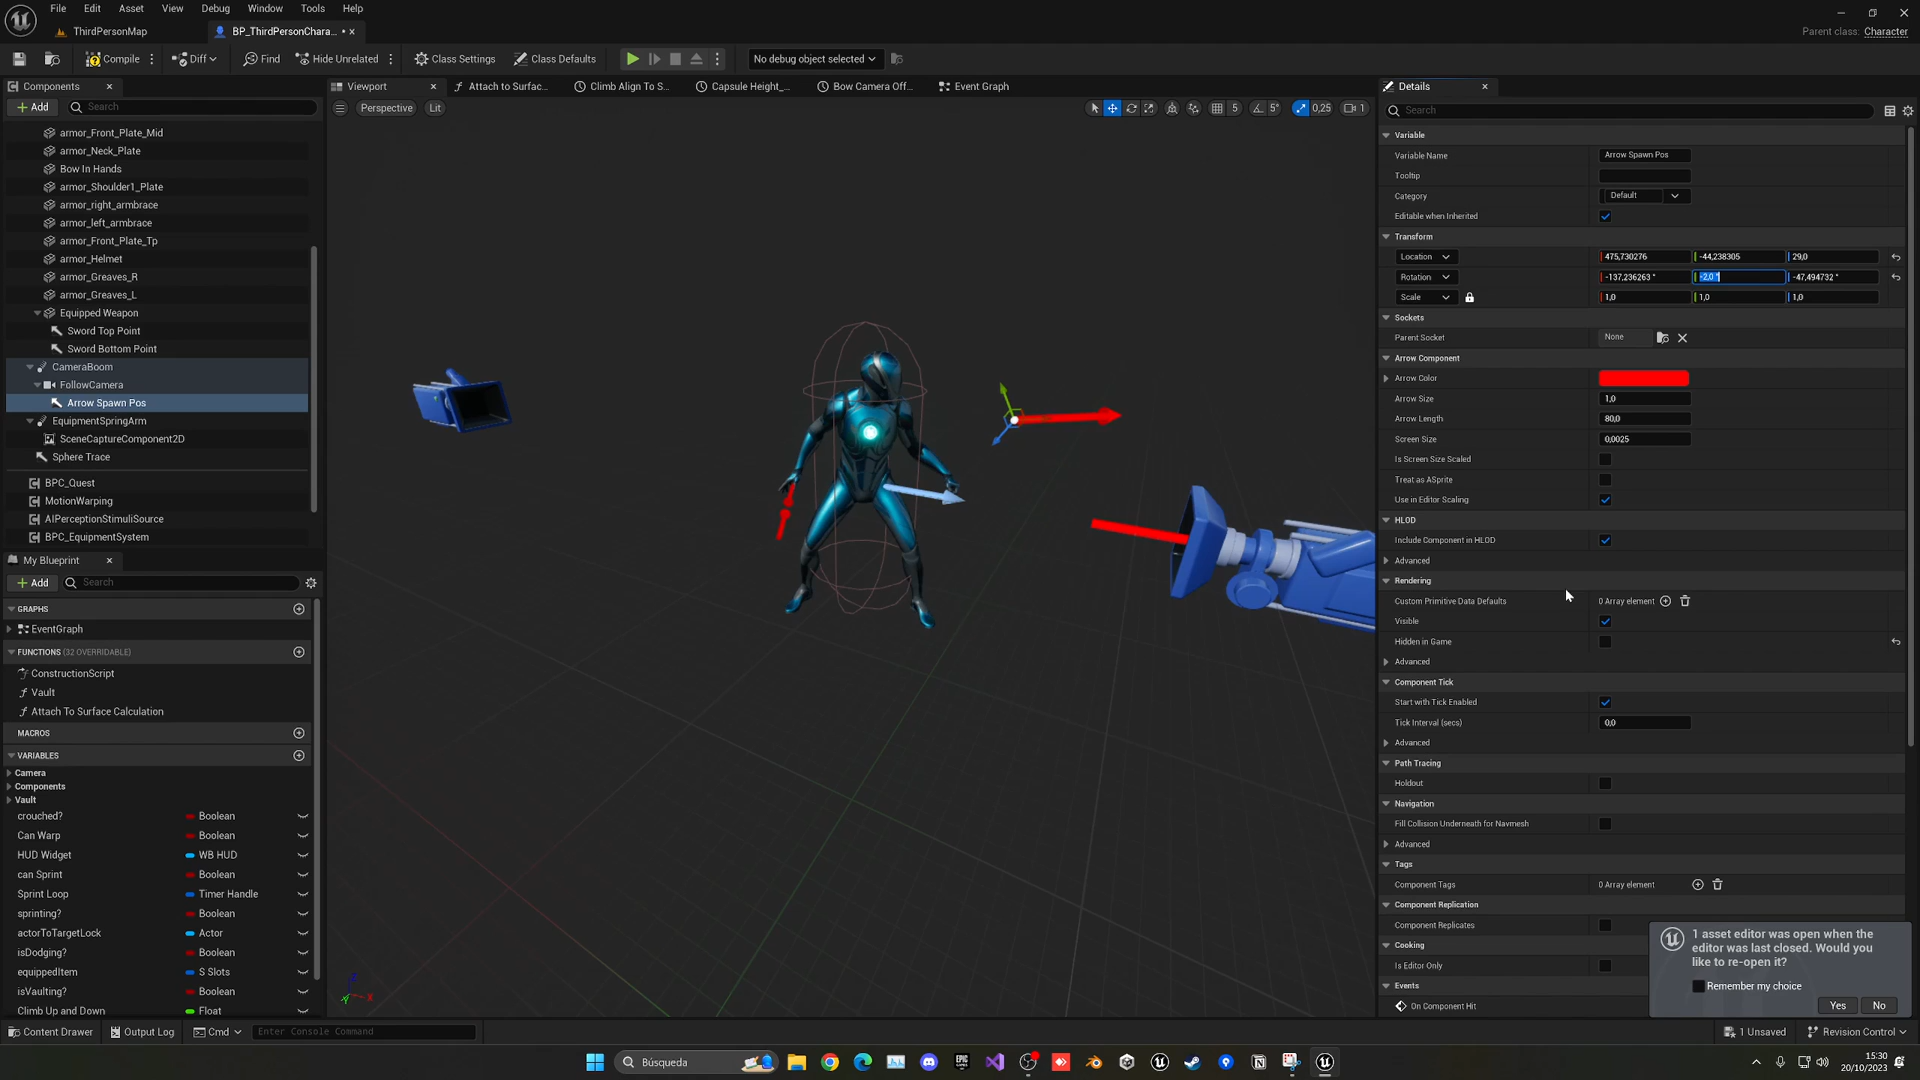 File Edit Asset View Debug Window Tools Help
ThirdPersonMap
BP_ThirdPersonChara... •
Parent class: Character
Compile
Diff
Find
Hide Unrelated
Class Settings
Class Defaults
No debug object selected
Components
Add
Search
armor_Front_Plate_Mid
armor_Neck_Plate
Bow In Hands
armor_Shoulder1_Plate
armor_right_armbrace
armor_left_armbrace
armor_Front_Plate_Tp
armor_Helmet
armor_Greaves_R
armor_Greaves_L
Equipped Weapon
Sword Top Point
Sword Bottom Point
CameraBoom
FollowCamera
Arrow Spawn Pos
EquipmentSpringArm
SceneCaptureComponent2D
Sphere Trace
BPC_Quest
MotionWarping
AIPerceptionStimuliSource
BPC_EquipmentSystem
My Blueprint
Add
Search
GRAPHS
EventGraph
FUNCTIONS (32 OVERRIDABLE)
ConstructionScript
Vault
Attach To Surface Calculation
MACROS
VARIABLES
Camera
Components
Vault
crouched? Boolean
Can Warp Boolean
HUD Widget WB HUD
can Sprint Boolean
Sprint Loop Timer Handle
sprinting? Boolean
actorToTargetLock Actor
isDodging? Boolean
equippedItem S Slots
isVaulting? Boolean
Climb Up and Down Float
Viewport
Attach to Surfac...
Climb Align To S...
Capsule Height_...
Bow Camera Off...
Event Graph
Perspective
Lit
5
5°
0,25
1
Z
X
Y
Details
Search
Variable
Variable Name Arrow Spawn Pos
Tooltip
Category Default
Editable when Inherited
Transform
Location 475,730276 -44,238305 29,0
Rotation -137,236263 ° -2,0 ° -47,494732 °
Scale 1,0 1,0 1,0
Sockets
Parent Socket None
Arrow Component
Arrow Color
Arrow Size 1,0
Arrow Length 80,0
Screen Size 0,0025
Is Screen Size Scaled
Treat as ASprite
Use in Editor Scaling
HLOD
Include Component in HLOD
Advanced
Rendering
Custom Primitive Data Defaults 0 Array element
Visible
Hidden in Game
Advanced
Component Tick
Start with Tick Enabled
Tick Interval (secs) 0,0
Advanced
Path Tracing
Holdout
Navigation
Fill Collision Underneath for Navmesh
Advanced
Tags
Component Tags 0 Array element
Component Replication
Component Replicates
Cooking
Is Editor Only
Events
On Component Hit
1 asset editor was open when the
editor was last closed. Would you
like to re-open it?
Remember my choice
Yes No
Content Drawer
Output Log
Cmd
Enter Console Command
1 Unsaved
Revision Control
Búsqueda
15:30
20/10/2023